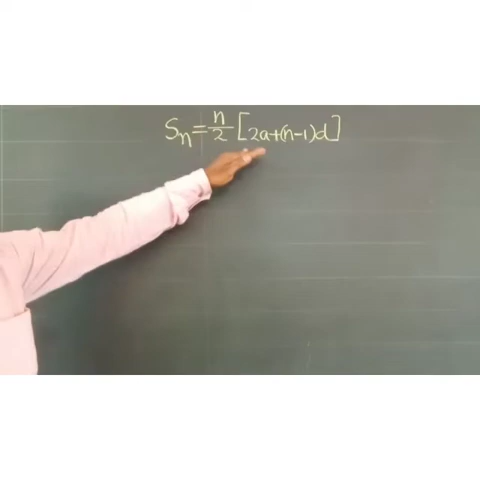 Sn = n/2 [2a+(n-1)d]